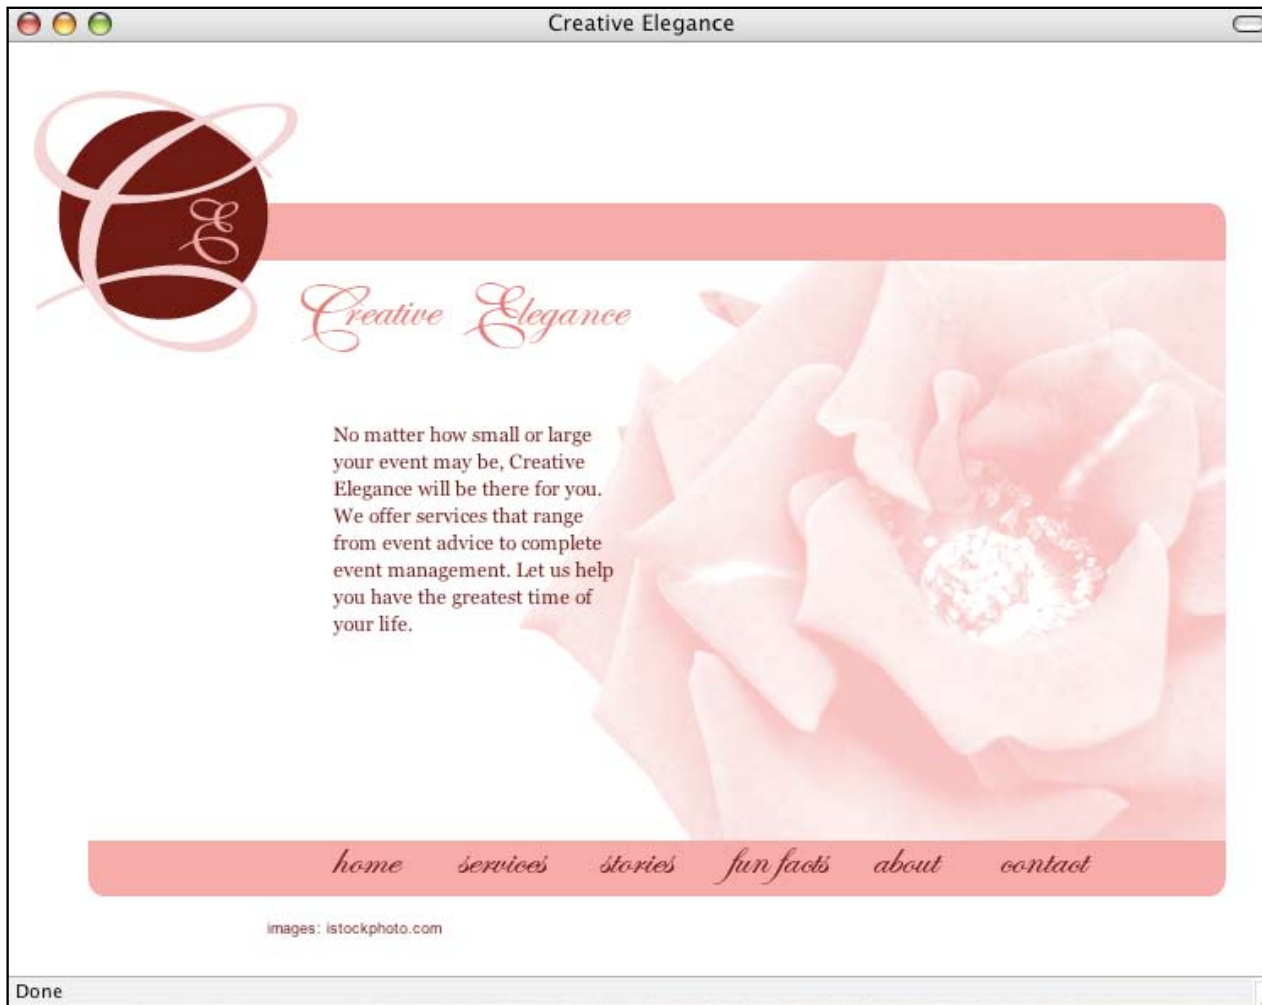 Creative Elegance
C
E
Creative Elegance
No matter how small or large
your event may be, Creative
Elegance will be there for you.
We offer services that range
from event advice to complete
event management. Let us help
you have the greatest time of
your life.
home services stories fun facts about contact
images: istockphoto.com
Done